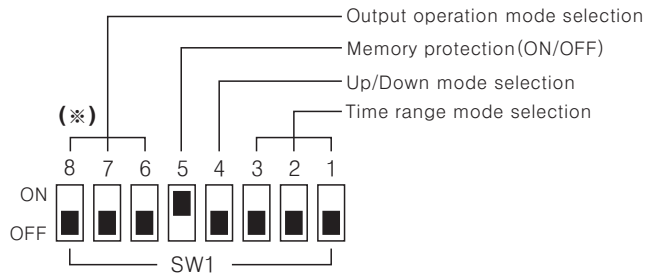 Output operation mode selection
Memory protection(ON/OFF)
Up/Down mode selection
Time range mode selection
(※)
8 7 6 5 4 3 2 1
ON
OFF
SW1